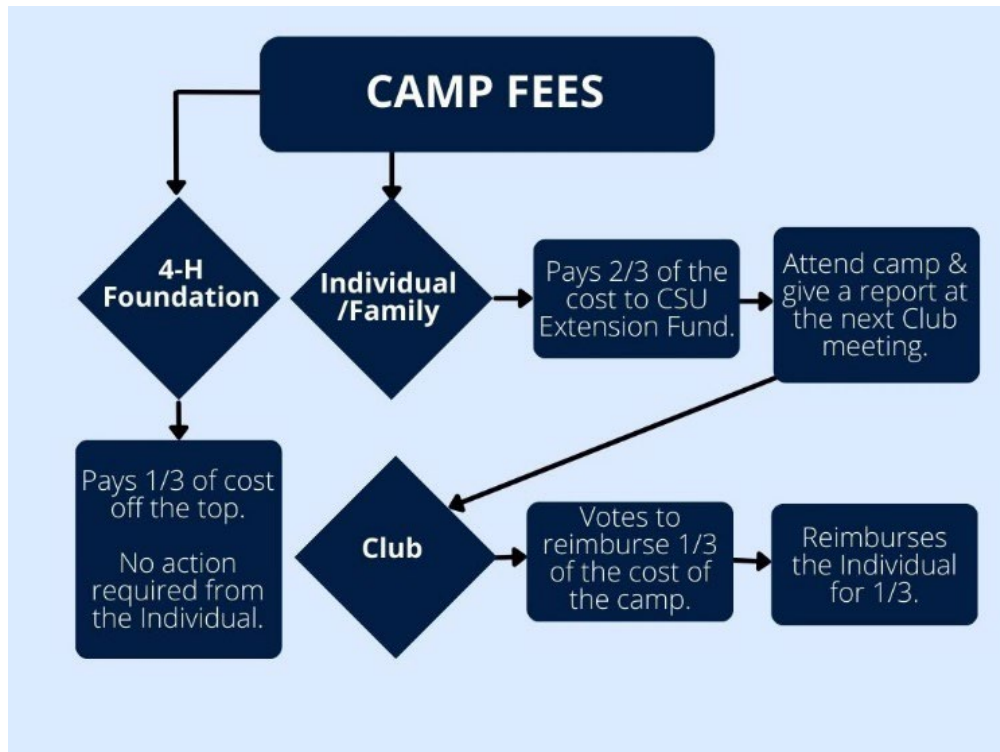 CAMP FEES
4-H
Foundation
Individual
/Family
Pays 2/3 of the
cost to CSU
Extension Fund.
Attend camp &
give a report at
the next Club
meeting.
Pays 1/3 of cost
off the top.
No action
required from
the Individual.
Club
Votes to
reimburse 1/3
of the cost of
the camp.
Reimburses
the Individual
for 1/3.